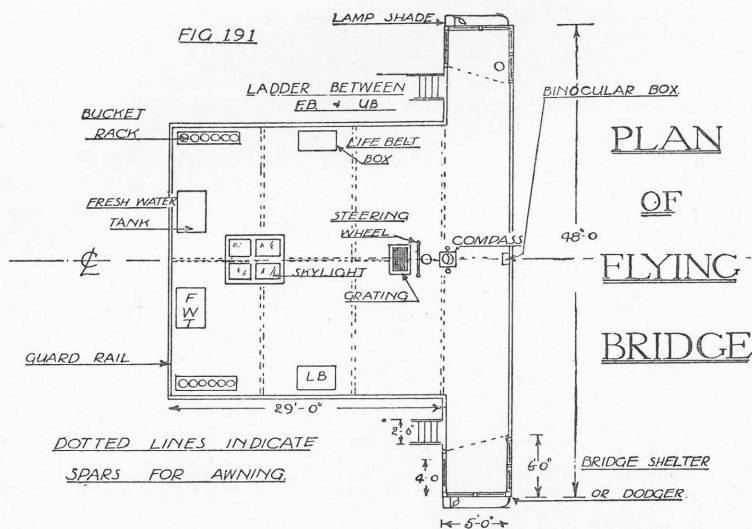 FIG 191
LAMP SHADE
LADDER BETWEEN
F.B. & U.B
BINOCULAR BOX
BUCKET
RACK
LIFE BELT
BOX
PLAN
OF
FLYING
BRIDGE
FRESH WATER
TANK
STEERING
WHEEL
COMPASS
48'-0
SKYLIGHT
GRATING
F
W
T
GUARD RAIL
LB
29'-0"
2'-6"
DOTTED LINES INDICATE
SPARS FOR AWNING
4'.0
6'0"
BRIDGE SHELTER
OR DODGER.
5'-0"